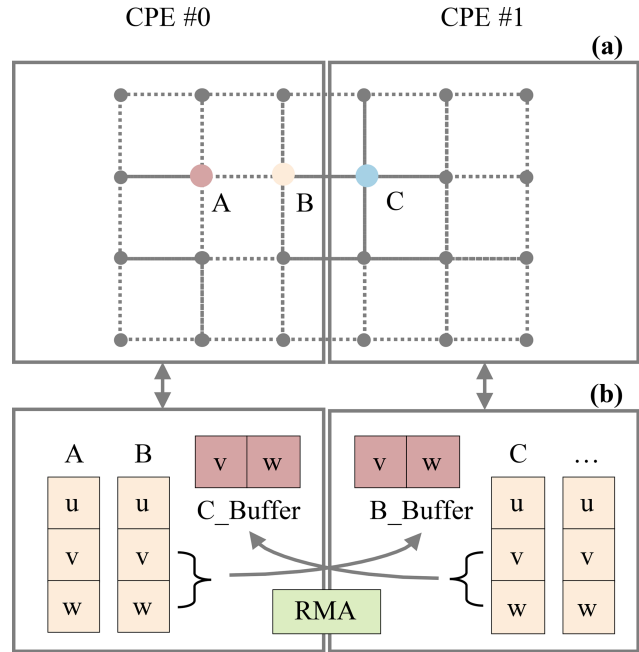 CPE #0 CPE #1
(a)
A B C
(b)
A B C …
v w v w
C_Buffer B_Buffer
u u u u
v v v v
w w w w
RMA